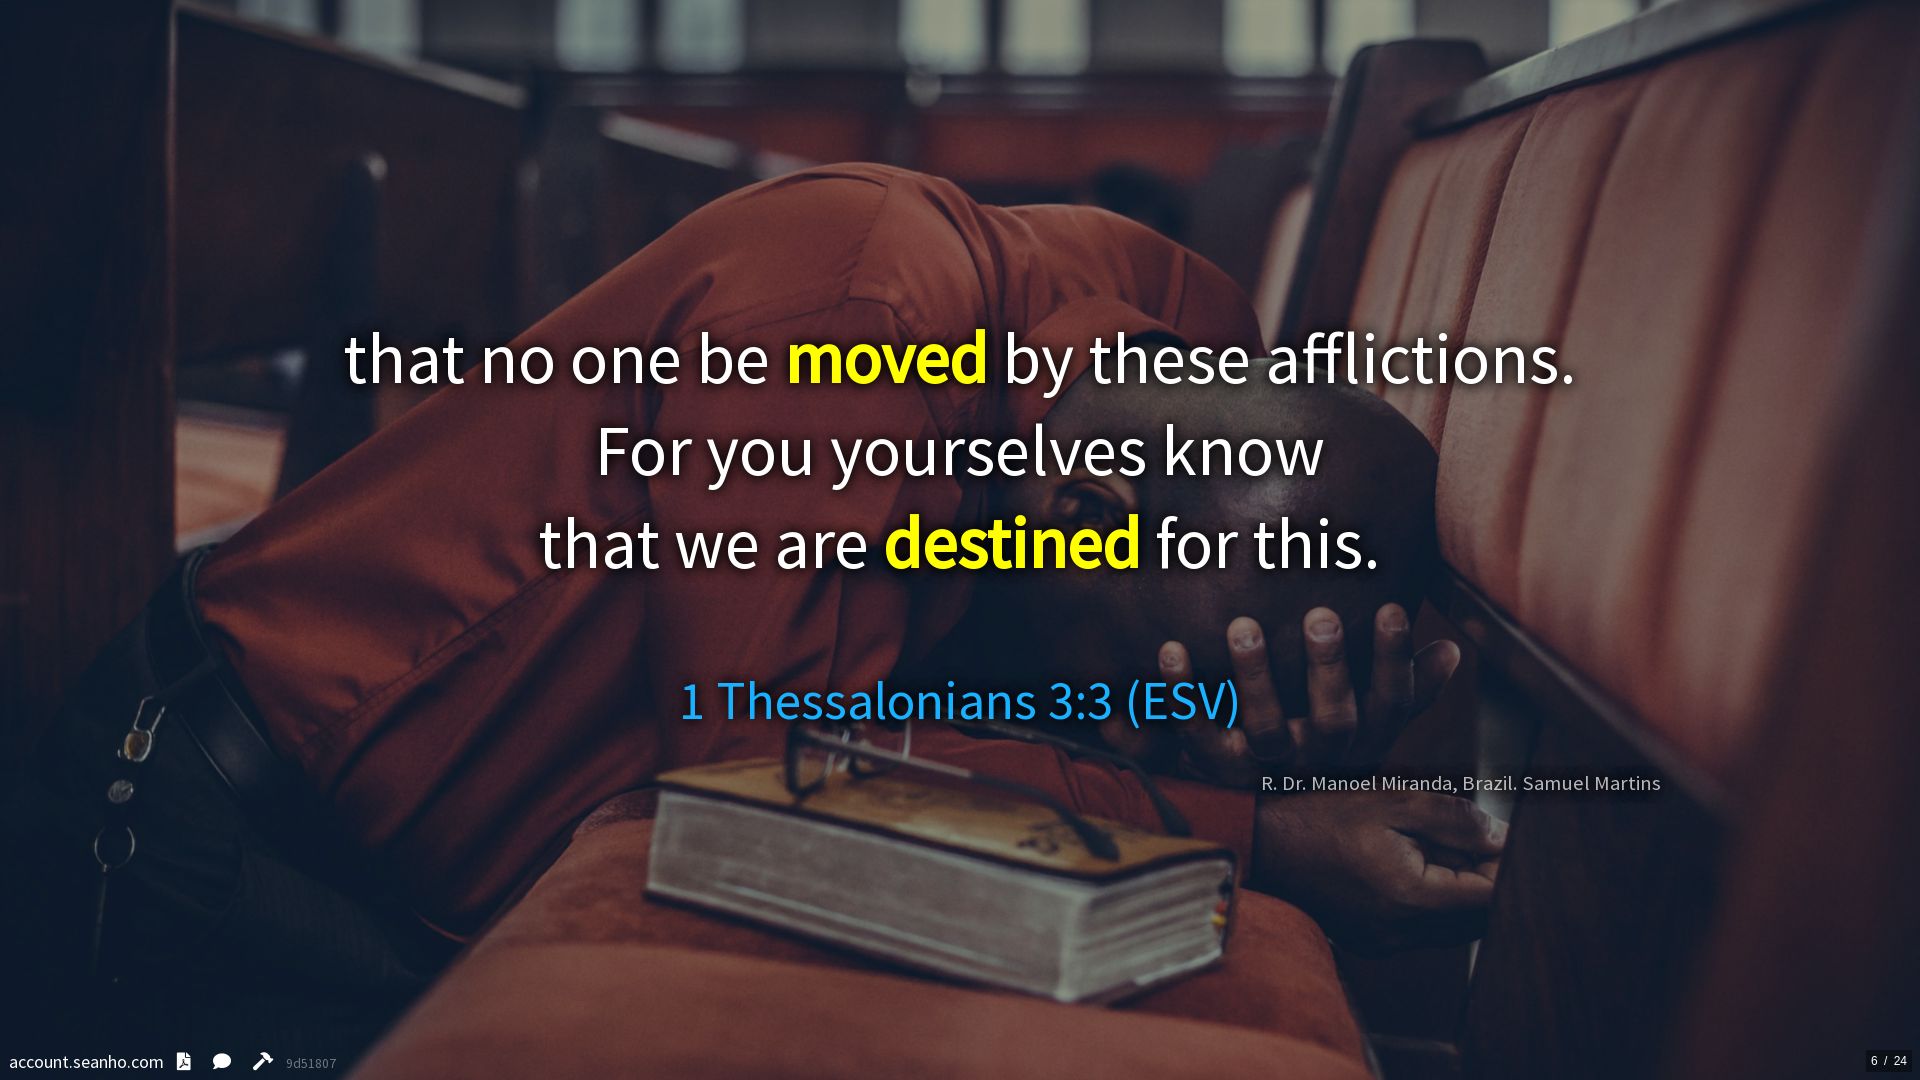 that no one be moved by these afflictions.
For you yourselves know
that we are destined for this.
1 Thessalonians 3:3 (ESV)
R. Dr. Manoel Miranda, Brazil. Samuel Martins
account.seanho.com 9d51807
6 / 24